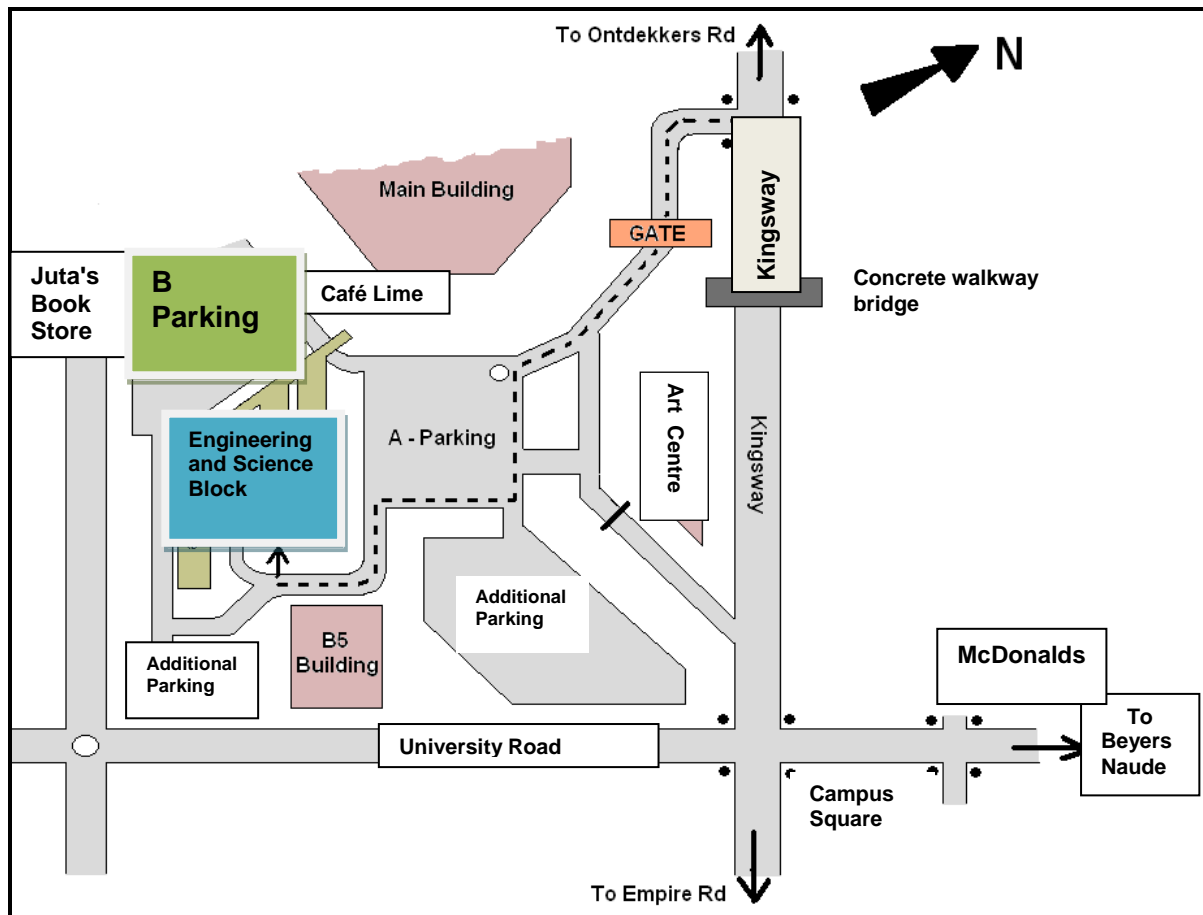 To Ontdekkers Rd
N
Main Building
GATE
Kingsway
Juta's
Book
Store
B
Parking
Café Lime
Concrete walkway
bridge
Art Centre
Kingsway
A - Parking
Engineering
and Science
Block
Additional
Parking
B5
Building
Additional
Parking
McDonalds
To
Beyers
Naude
University Road
Campus
Square
To Empire Rd